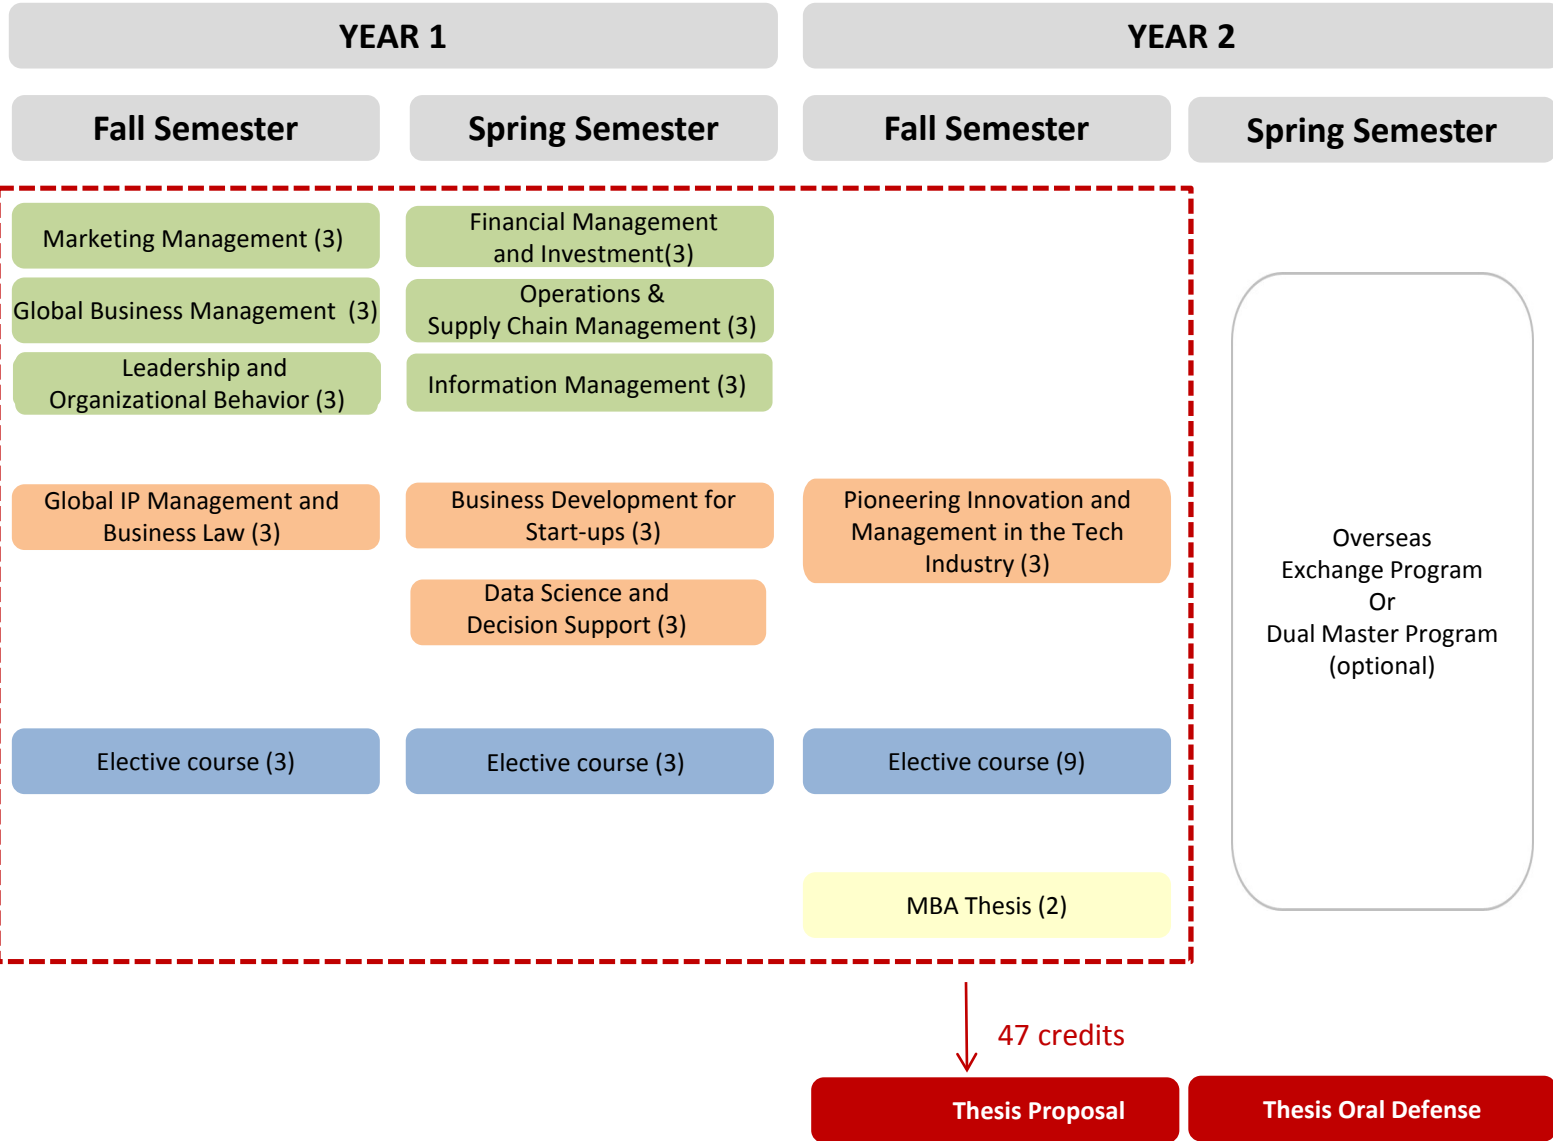 YEAR 1
YEAR 2
Fall Semester
Spring Semester
Fall Semester
Spring Semester
Marketing Management (3)
Financial Management
and Investment(3)
Global Business Management  (3)
Operations &
Supply Chain Management (3)
Leadership and
Organizational Behavior (3)
Information Management (3)
Global IP Management and
Business Law (3)
Business Development for
Start-ups (3)
Pioneering Innovation and
Management in the Tech
Industry (3)
Data Science and
Decision Support (3)
Overseas
Exchange Program
Or
Dual Master Program
(optional)
Elective course (3)
Elective course (3)
Elective course (9)
MBA Thesis (2)
47 credits
Thesis Proposal
Thesis Oral Defense